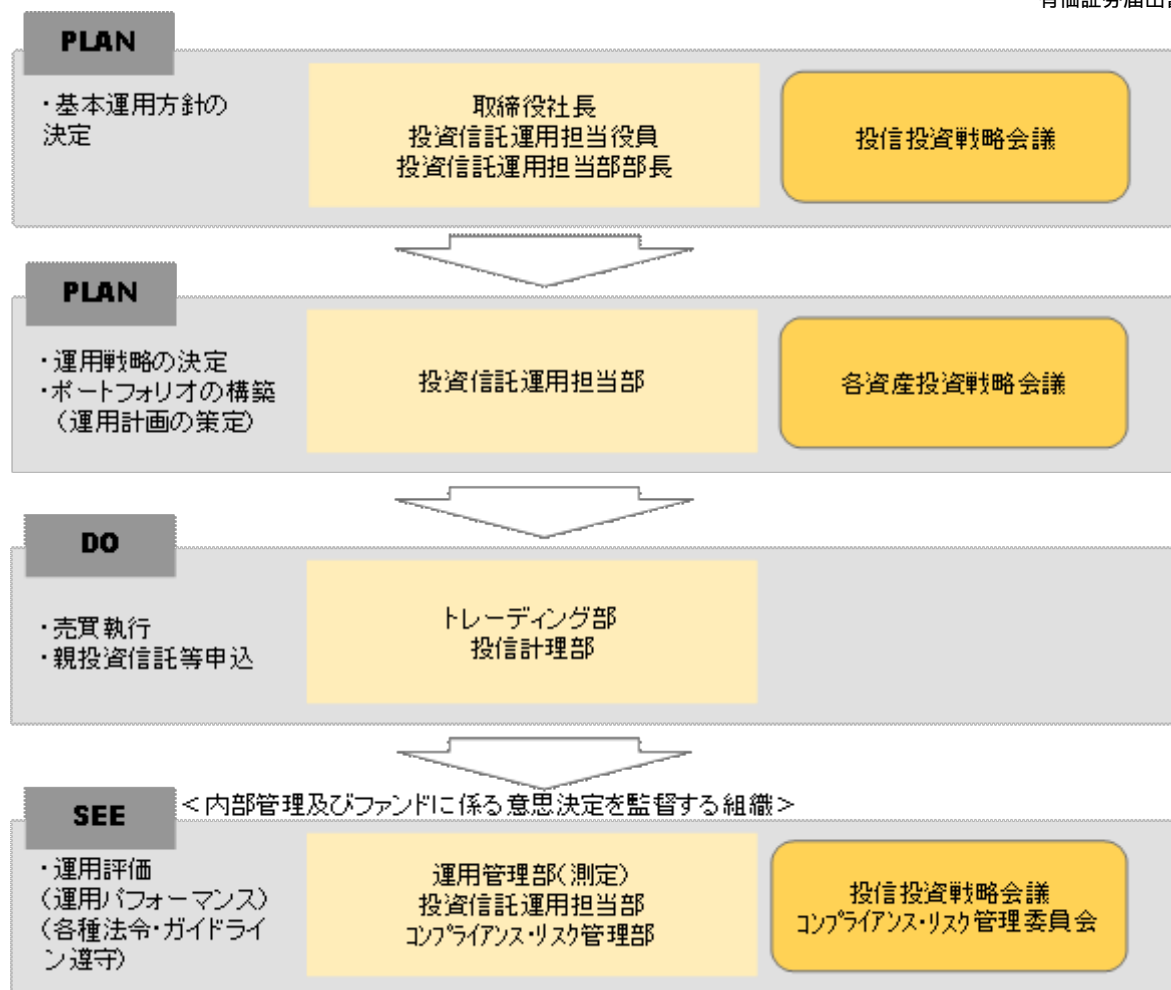 PLAN
・基本運用方針の
決定
取締役社長
投資信託運用担当役員
投資信託運用担当部部長
投信投資戦略会議
PLAN
・運用戦略の決定
・ポートフォリオの構築
（運用計画の策定）
投資信託運用担当部
各資産投資戦略会議
DO
・売買執行
・親投資信託等申込
トレーディング部
投信計理部
SEE
＜内部管理及びファンドに係る意思決定を監督する組織＞
・運用評価
（運用パフォーマンス）
（各種法令・ガイドライ
ン遵守）
運用管理部（測定）
投資信託運用担当部
ｺﾝﾌﾟﾗｲｱﾝｽ・ﾘｽｸ管理部
投信投資戦略会議
ｺﾝﾌﾟﾗｲｱﾝｽ・ﾘｽｸ管理委員会